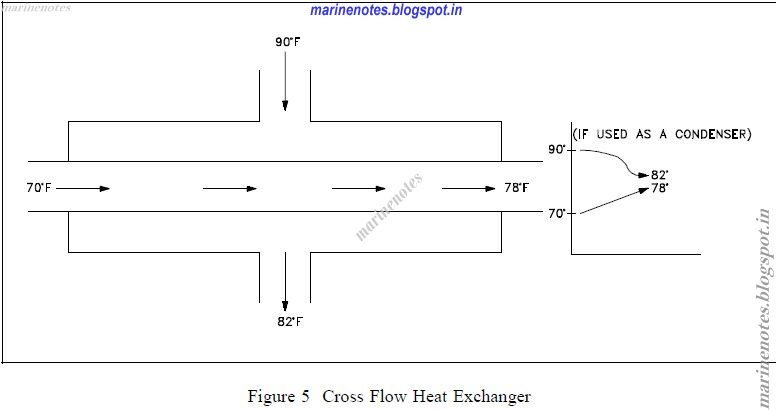 marinenotes
marinenotes.blogspot.in
90°F
(IF USED AS A CONDENSER)
90°
82°
70°F
78°F
78°
70°
marinenotes
82°F
marinenotes.blogspot.in
Figure 5 Cross Flow Heat Exchanger